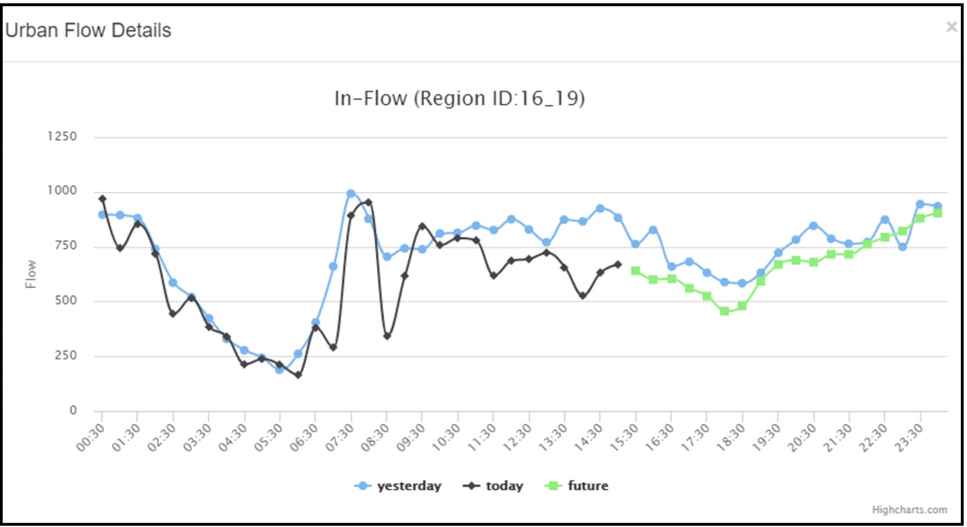 Urban Flow Details
×
In-Flow (Region ID:16_19)
1250
1000
750
500
250
0
Flow
00:30 01:30 02:30 03:30 04:30 05:30 06:30 07:30 08:30 09:30 10:30 11:30 12:30 13:30 14:30 15:30 16:30 17:30 18:30 19:30 20:30 21:30 22:30 23:30
yesterday today future
Highcharts.com